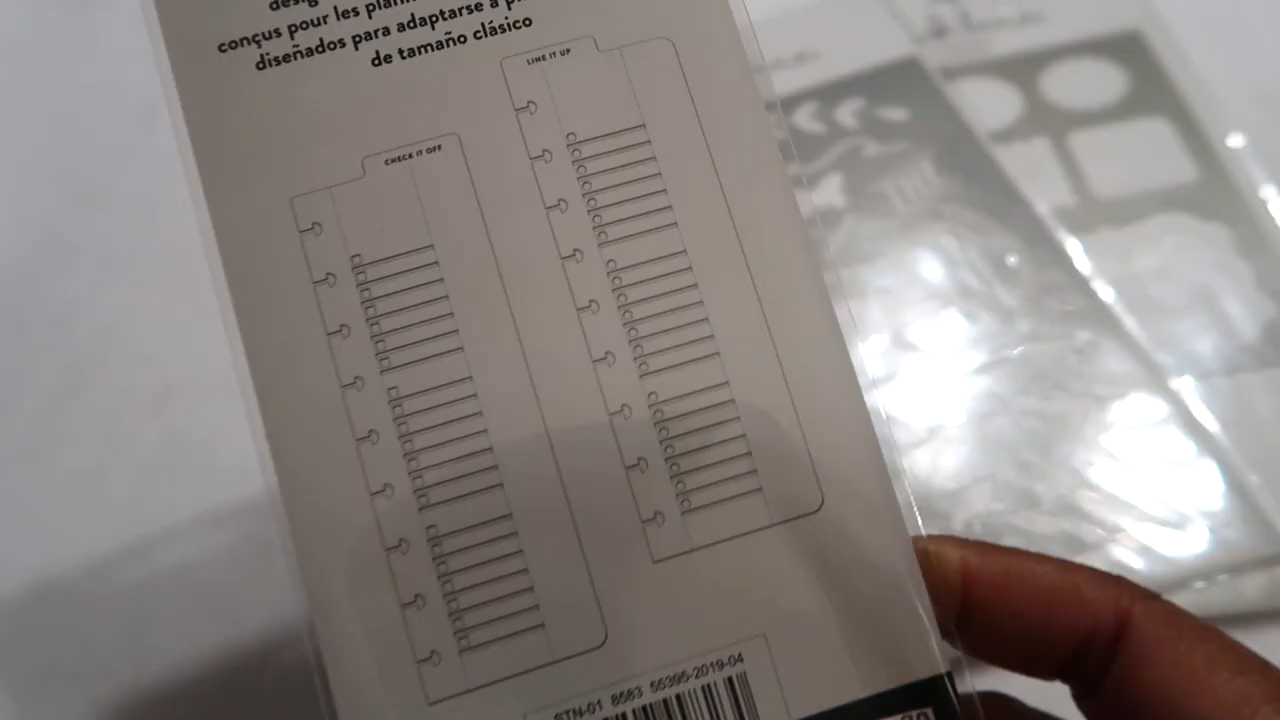 conçus pour les
diseñados para adaptarse a
de tamaño clásico
LINE IT UP
CHECK IT OFF
STN-01 8583 55395-2019-04